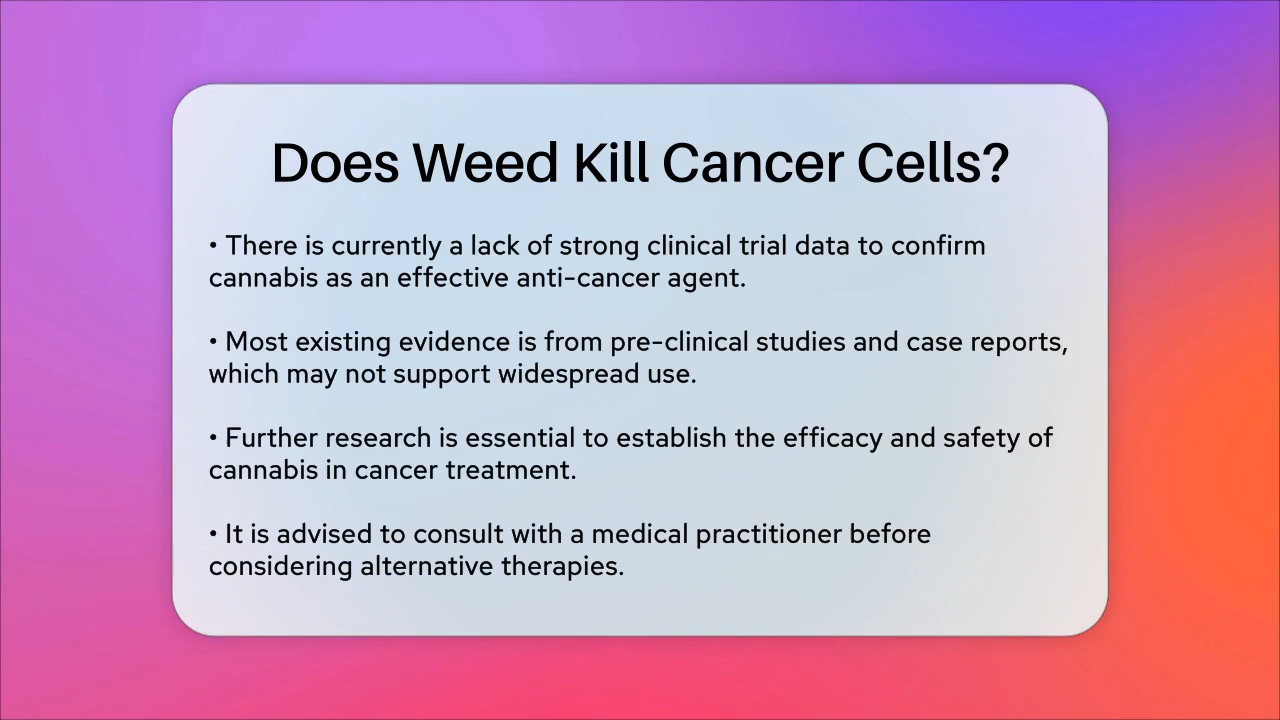 Does Weed Kill Cancer Cells?
• There is currently a lack of strong clinical trial data to confirm
cannabis as an effective anti-cancer agent.
• Most existing evidence is from pre-clinical studies and case reports,
which may not support widespread use.
• Further research is essential to establish the efficacy and safety of
cannabis in cancer treatment.
• It is advised to consult with a medical practitioner before
considering alternative therapies.